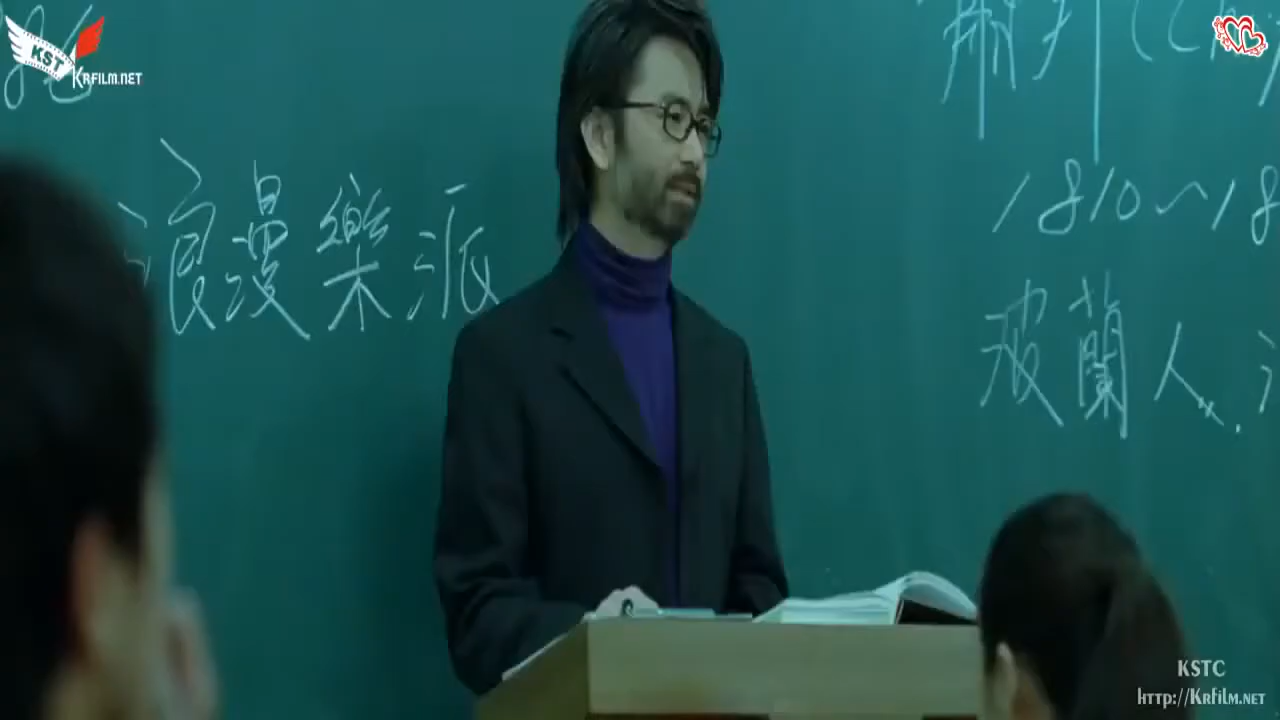 KST
KRFILM.NET
浪漫樂派
1810~18
波蘭人
KSTC
HTTP://KRFILM.NET